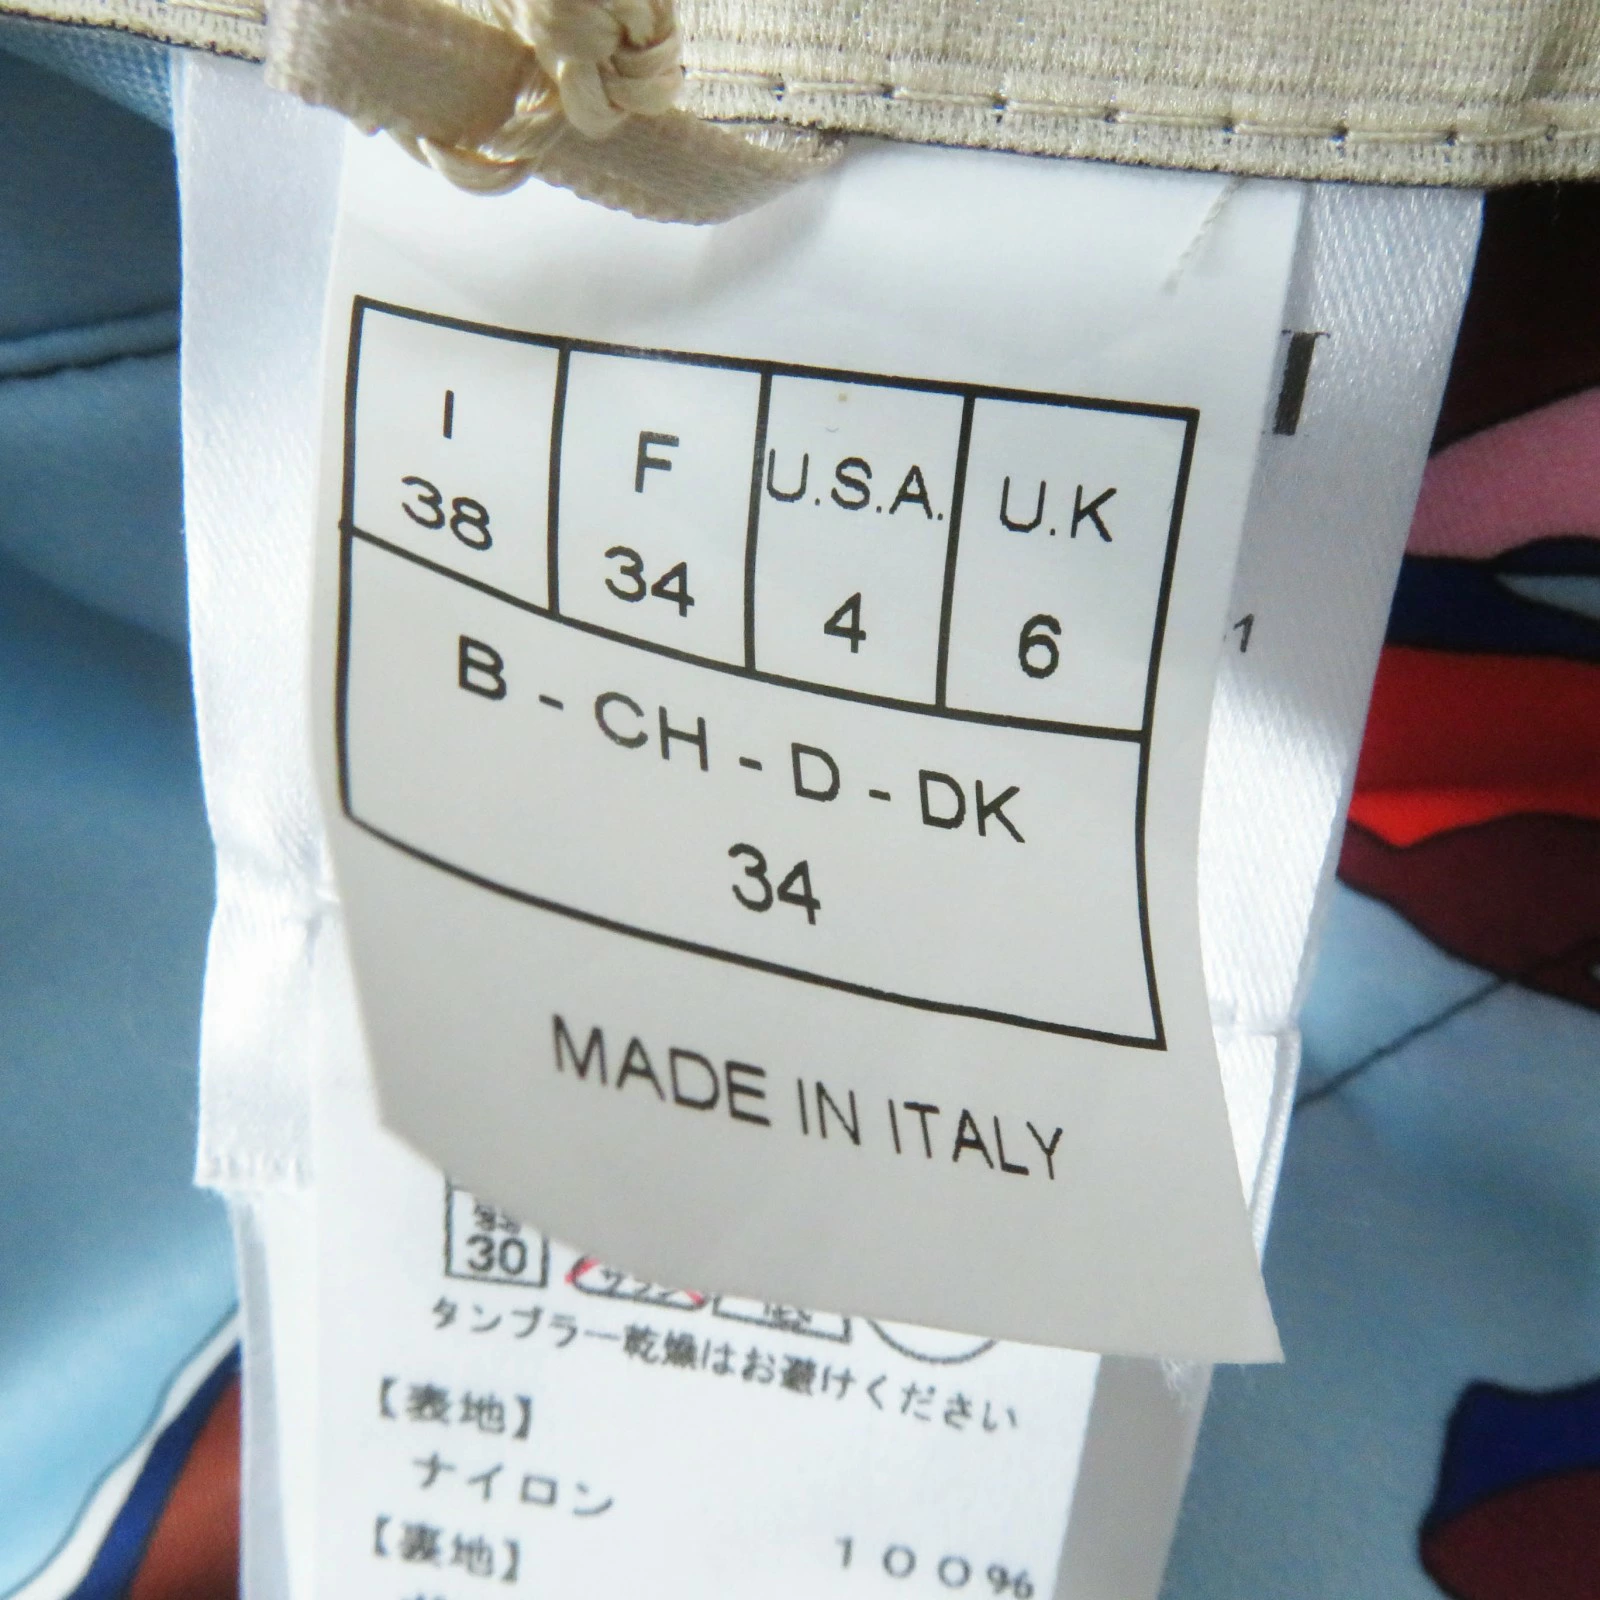 I F U.S.A. U.K
38 34 4 6
B - CH - D - DK
34
MADE IN ITALY
30
タンブラー乾燥はお避けください
【表地】
ナイロン
100%
【裏地】